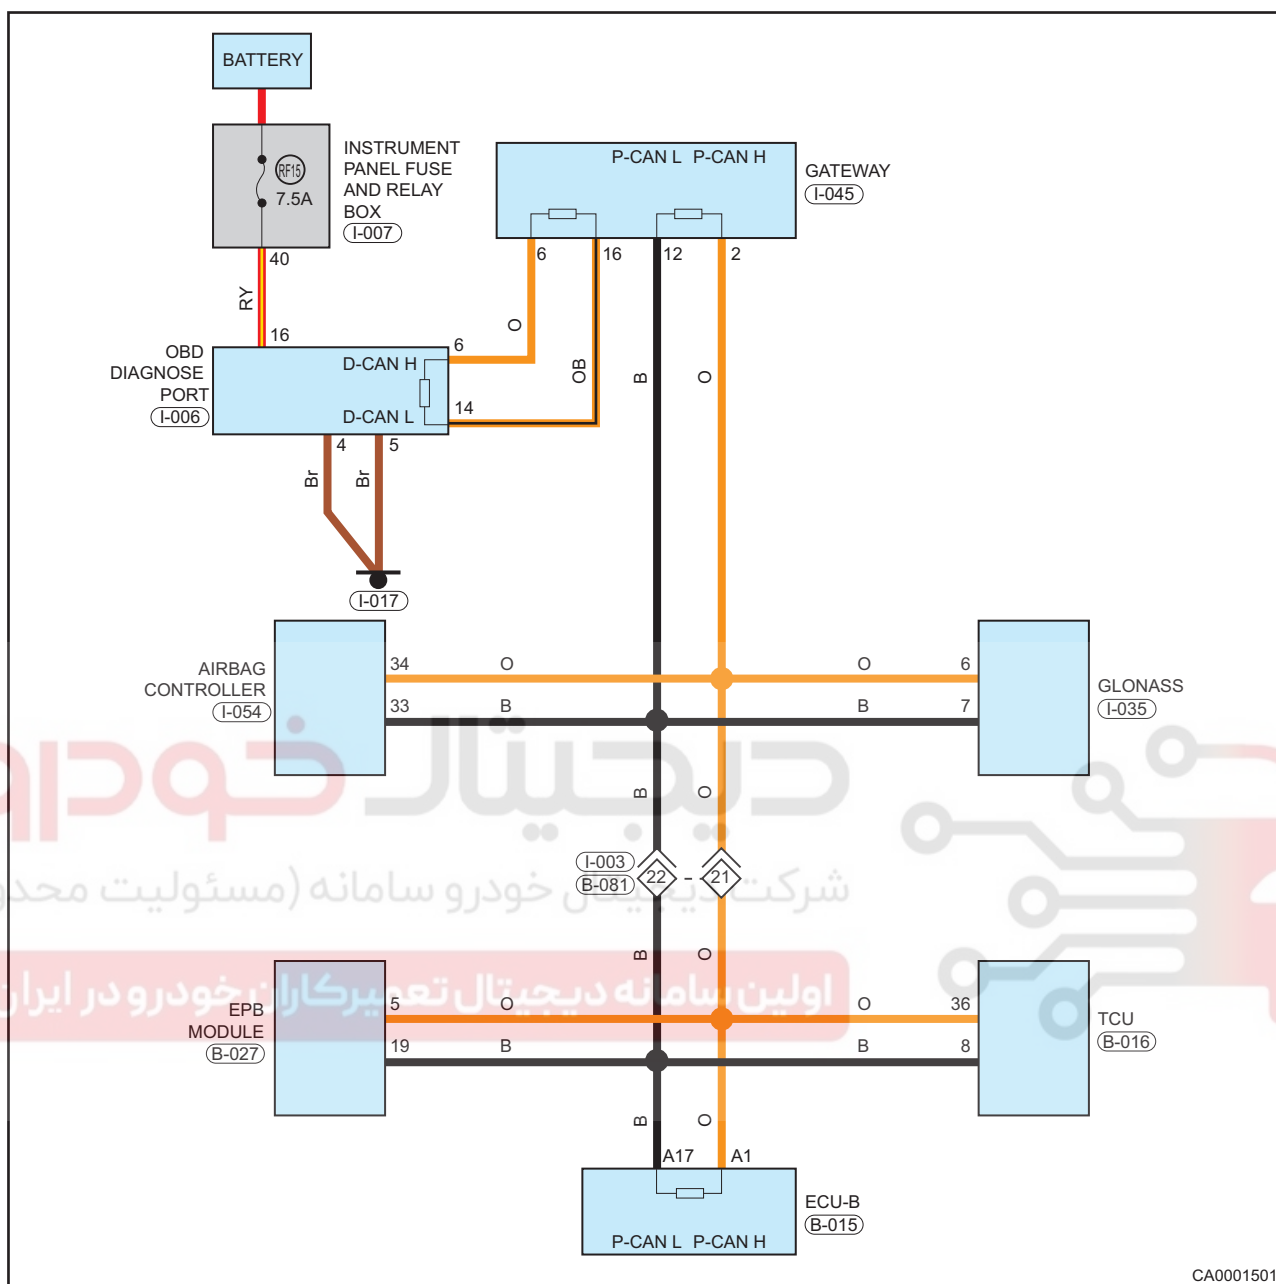 BATTERY
RF15
7.5A
INSTRUMENT
PANEL FUSE
AND RELAY
BOX
I-007
40
RY
16
P-CAN L P-CAN H
GATEWAY
I-045
6
16
12
2
O
OB
B
O
OBD
DIAGNOSE
PORT
I-006
D-CAN H
D-CAN L
6
14
4
5
Br
Br
I-017
AIRBAG
CONTROLLER
I-054
34
O
O
6
33
B
B
7
GLONASS
I-035
دیجیتال خودرو
B
O
I-003
B-081
22
21
شرکت دیجیتال خودرو سامانه (مسئولیت محدو
B
O
اولین سامانه دیجیتال تعمیرکاران خودرو در ایران
EPB
MODULE
B-027
5
O
O
36
19
B
B
8
TCU
B-016
B
O
A17
A1
ECU-B
B-015
P-CAN L P-CAN H
CA0001501